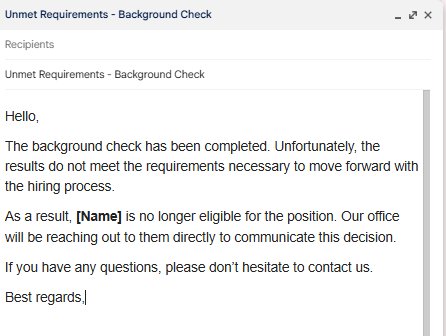 Unmet Requirements - Background Check
Recipients
Unmet Requirements - Background Check
Hello,
The background check has been completed. Unfortunately, the
results do not meet the requirements necessary to move forward with
the hiring process.
As a result, [Name] is no longer eligible for the position. Our office
will be reaching out to them directly to communicate this decision.
If you have any questions, please don’t hesitate to contact us.
Best regards,